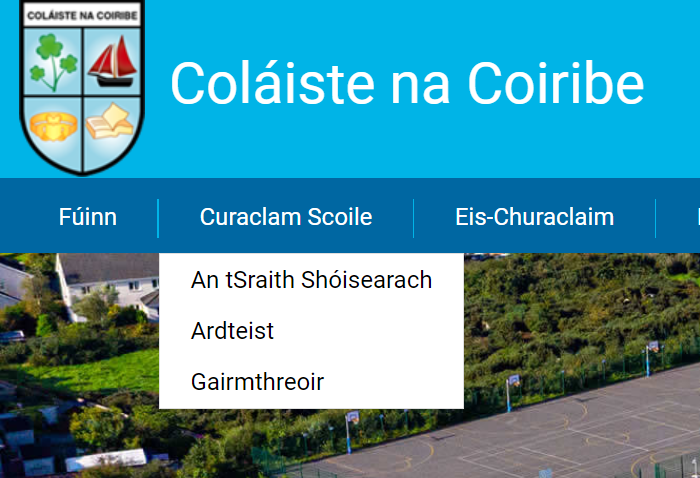 COLÁISTE NA COIRIBE
Coláiste na Coiribe
Fúinn
Curaclam Scoile
Eis-Churaclaim
An tSraith Shóisearach
Ardteist
Gairmthreoir